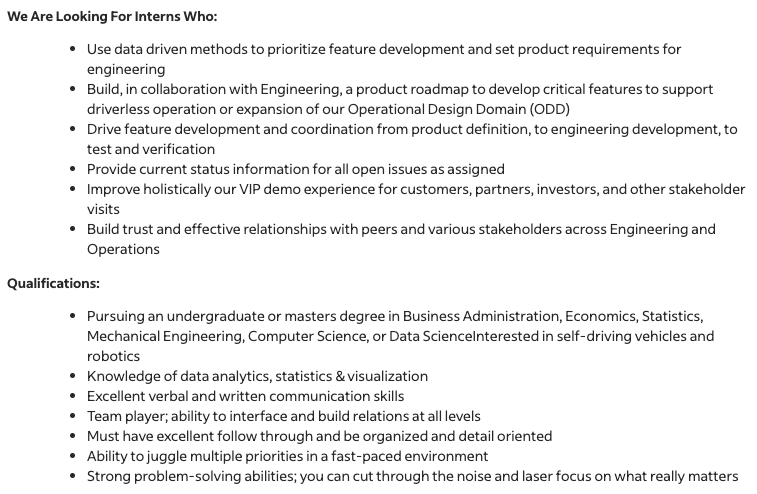 We Are Looking For Interns Who:
• Use data driven methods to prioritize feature development and set product requirements for
engineering
• Build, in collaboration with Engineering, a product roadmap to develop critical features to support
driverless operation or expansion of our Operational Design Domain (ODD)
• Drive feature development and coordination from product definition, to engineering development, to
test and verification
• Provide current status information for all open issues as assigned
• Improve holistically our VIP demo experience for customers, partners, investors, and other stakeholder
visits
• Build trust and effective relationships with peers and various stakeholders across Engineering and
Operations
Qualifications:
• Pursuing an undergraduate or masters degree in Business Administration, Economics, Statistics,
Mechanical Engineering, Computer Science, or Data ScienceInterested in self-driving vehicles and
robotics
• Knowledge of data analytics, statistics & visualization
• Excellent verbal and written communication skills
• Team player; ability to interface and build relations at all levels
• Must have excellent follow through and be organized and detail oriented
• Ability to juggle multiple priorities in a fast-paced environment
• Strong problem-solving abilities; you can cut through the noise and laser focus on what really matters